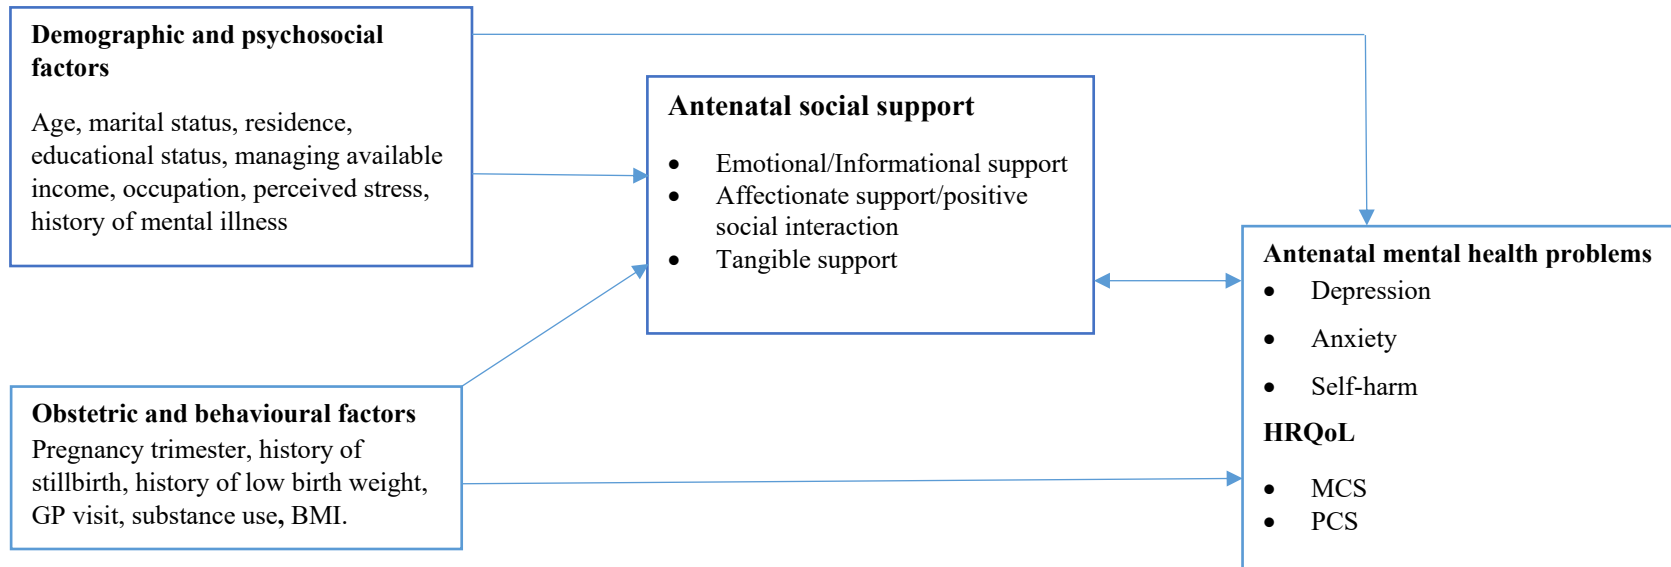 Demographic and psychosocial
factors
Age, marital status, residence,
educational status, managing available
income, occupation, perceived stress,
history of mental illness
Antenatal social support
• Emotional/Informational support
• Affectionate support/positive
social interaction
• Tangible support
Obstetric and behavioural factors
Pregnancy trimester, history of
stillbirth, history of low birth weight,
GP visit, substance use, BMI.
Antenatal mental health problems
• Depression
• Anxiety
• Self-harm
HRQoL
• MCS
• PCS